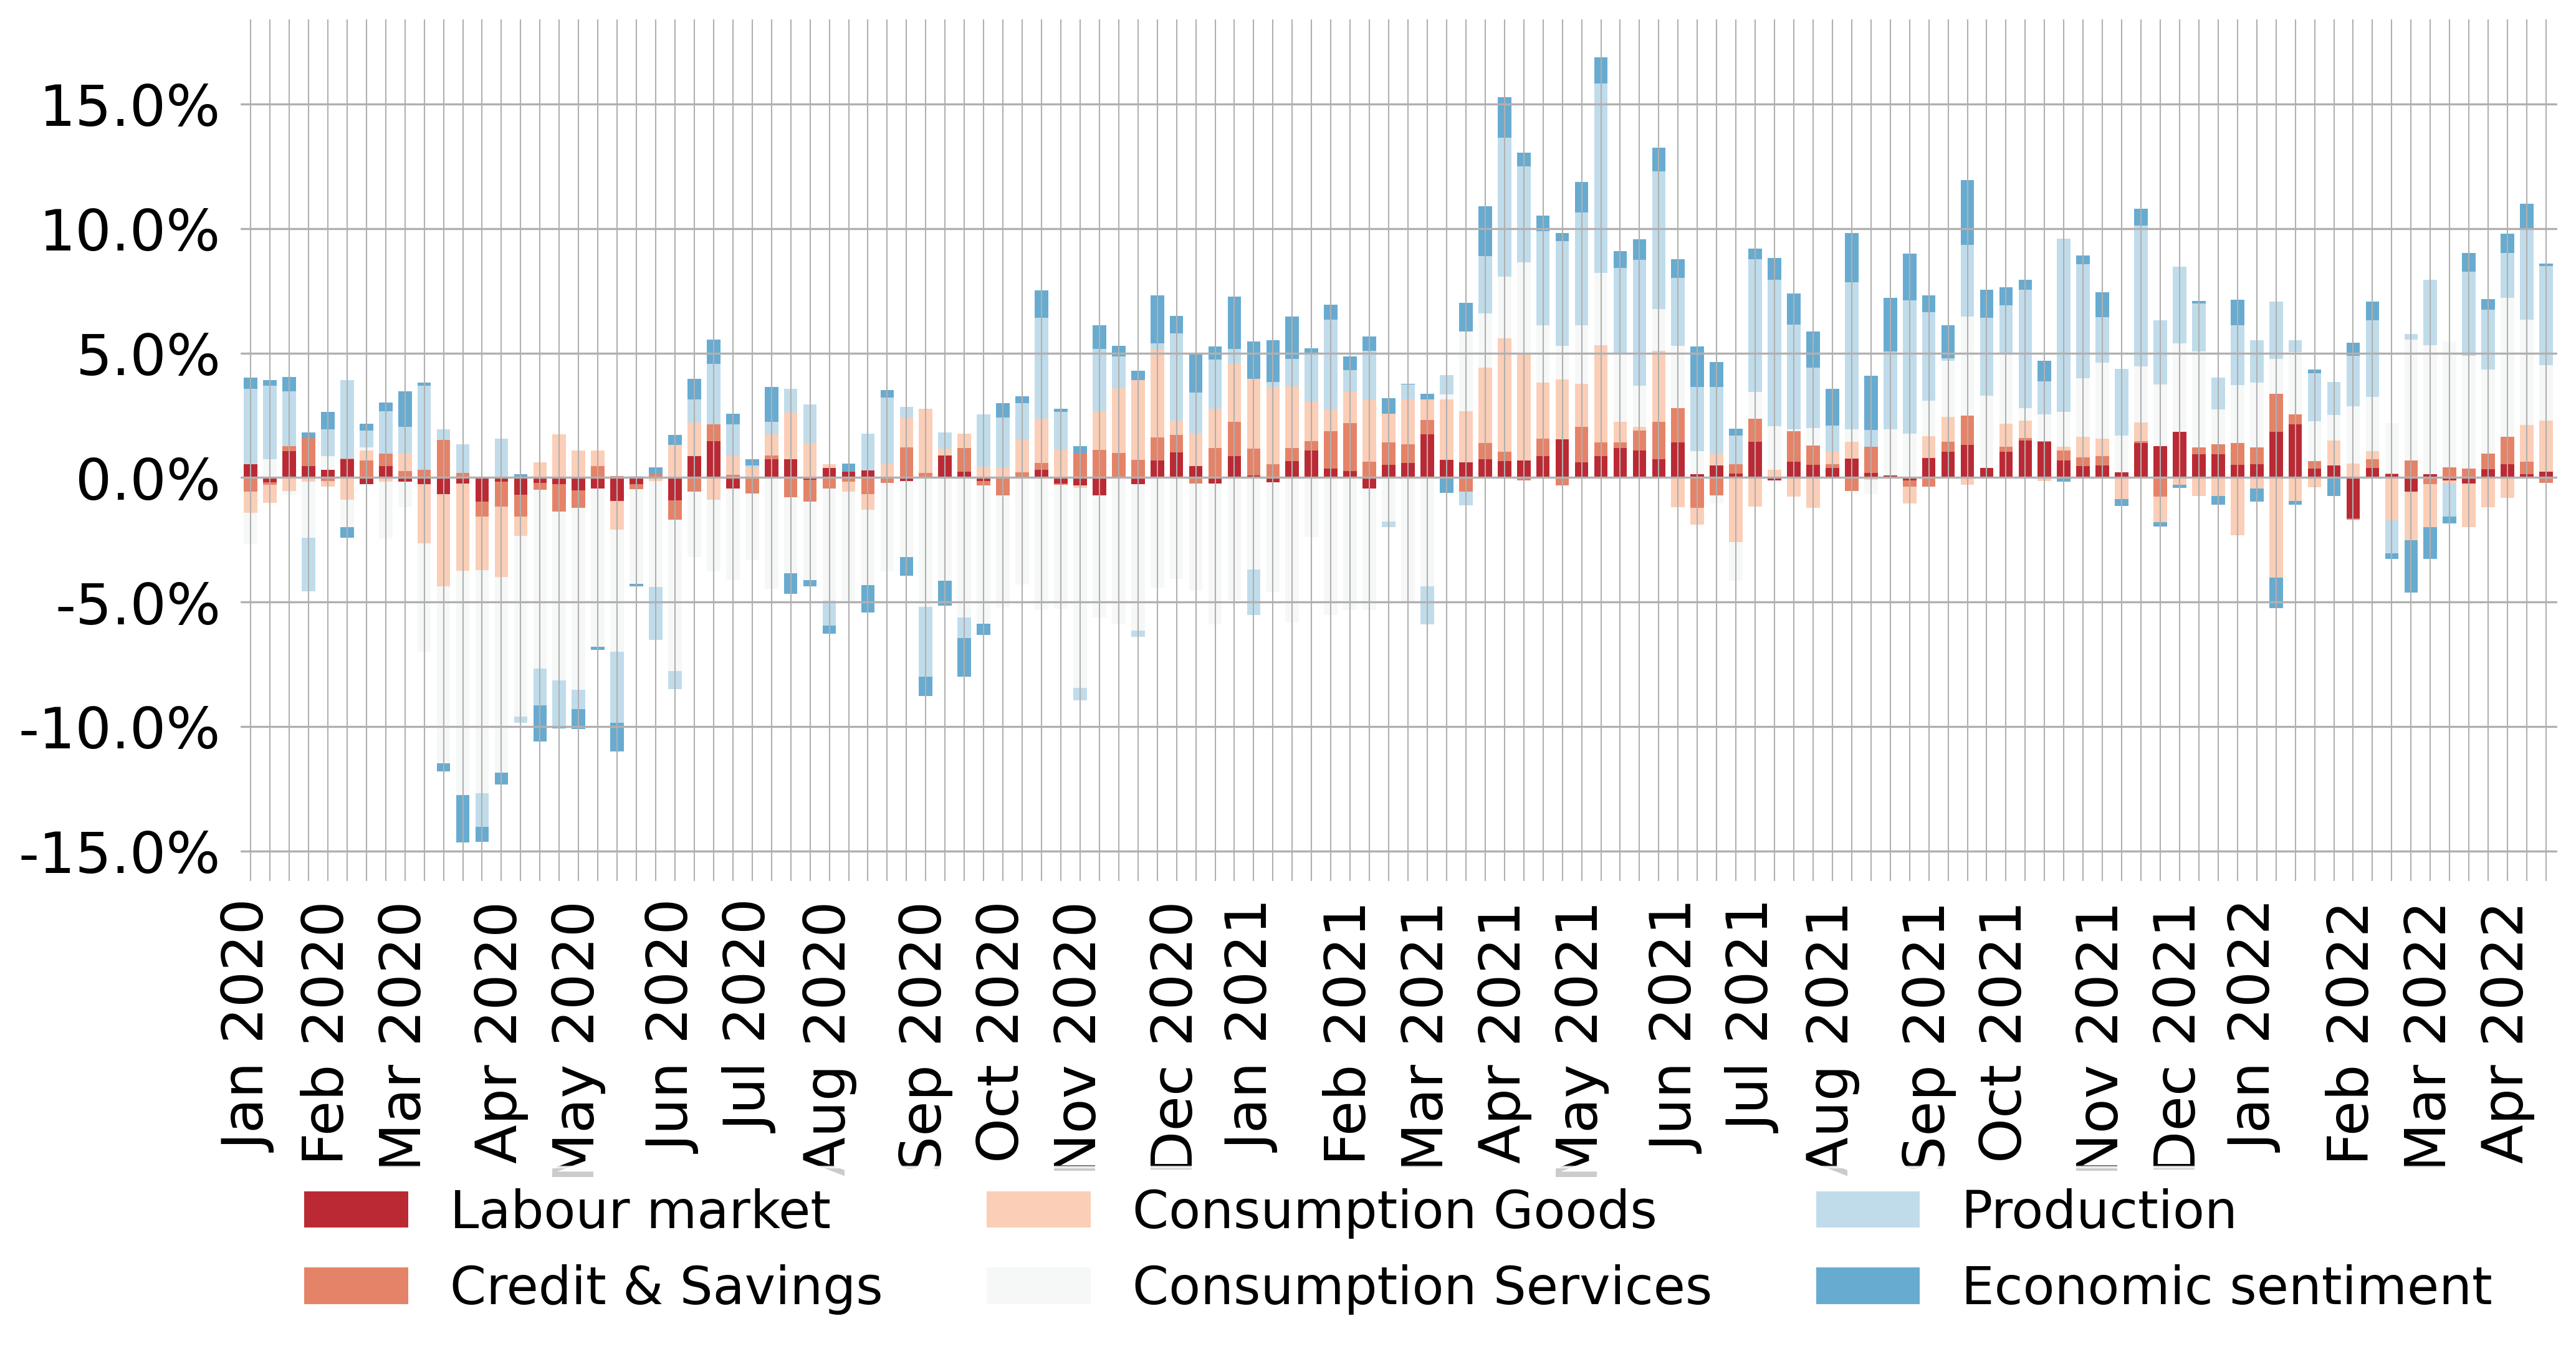 15.0%
10.0%
5.0%
0.0%
-5.0%
-10.0%
-15.0%
Jan 2020
Feb 2020
Mar 2020
Apr 2020
May 2020
Jun 2020
Jul 2020
Aug 2020
Sep 2020
Oct 2020
Nov 2020
Dec 2020
Jan 2021
Feb 2021
Mar 2021
Apr 2021
May 2021
Jun 2021
Jul 2021
Aug 2021
Sep 2021
Oct 2021
Nov 2021
Dec 2021
Jan 2022
Feb 2022
Mar 2022
Apr 2022
Labour market
Credit & Savings
Consumption Goods
Consumption Services
Production
Economic sentiment